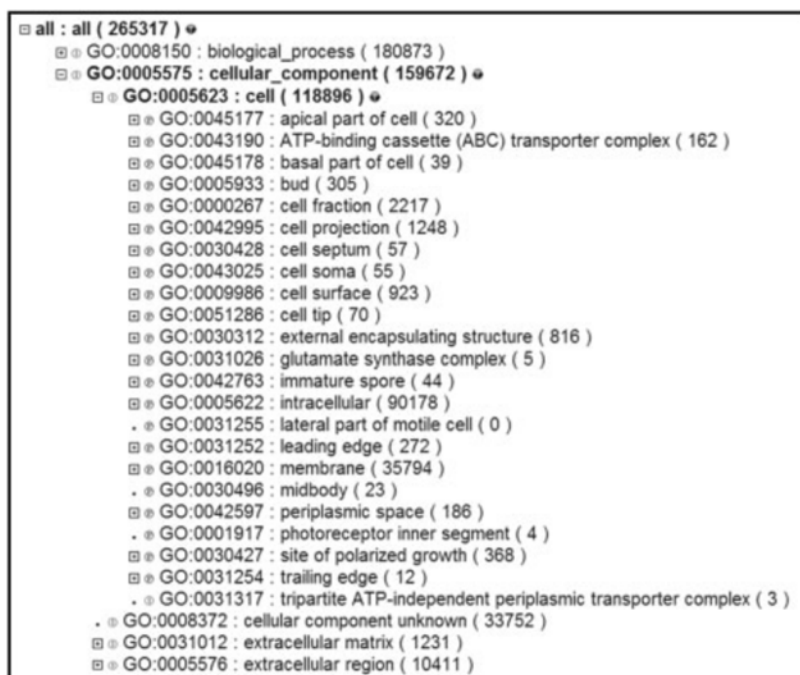 all : all ( 265317 )
GO:0008150 : biological_process ( 180873 )
GO:0005575 : cellular_component ( 159672 )
GO:0005623 : cell ( 118896 )
GO:0045177 : apical part of cell ( 320 )
GO:0043190 : ATP-binding cassette (ABC) transporter complex ( 162 )
GO:0045178 : basal part of cell ( 39 )
GO:0005933 : bud ( 305 )
GO:0000267 : cell fraction ( 2217 )
GO:0042995 : cell projection ( 1248 )
GO:0030428 : cell septum ( 57 )
GO:0043025 : cell soma ( 55 )
GO:0009986 : cell surface ( 923 )
GO:0051286 : cell tip ( 70 )
GO:0030312 : external encapsulating structure ( 816 )
GO:0031026 : glutamate synthase complex ( 5 )
GO:0042763 : immature spore ( 44 )
GO:0005622 : intracellular ( 90178 )
GO:0031255 : lateral part of motile cell ( 0 )
GO:0031252 : leading edge ( 272 )
GO:0016020 : membrane ( 35794 )
GO:0030496 : midbody ( 23 )
GO:0042597 : periplasmic space ( 186 )
GO:0001917 : photoreceptor inner segment ( 4 )
GO:0030427 : site of polarized growth ( 368 )
GO:0031254 : trailing edge ( 12 )
GO:0031317 : tripartite ATP-independent periplasmic transporter complex ( 3 )
GO:0008372 : cellular component unknown ( 33752 )
GO:0031012 : extracellular matrix ( 1231 )
GO:0005576 : extracellular region ( 10411 )